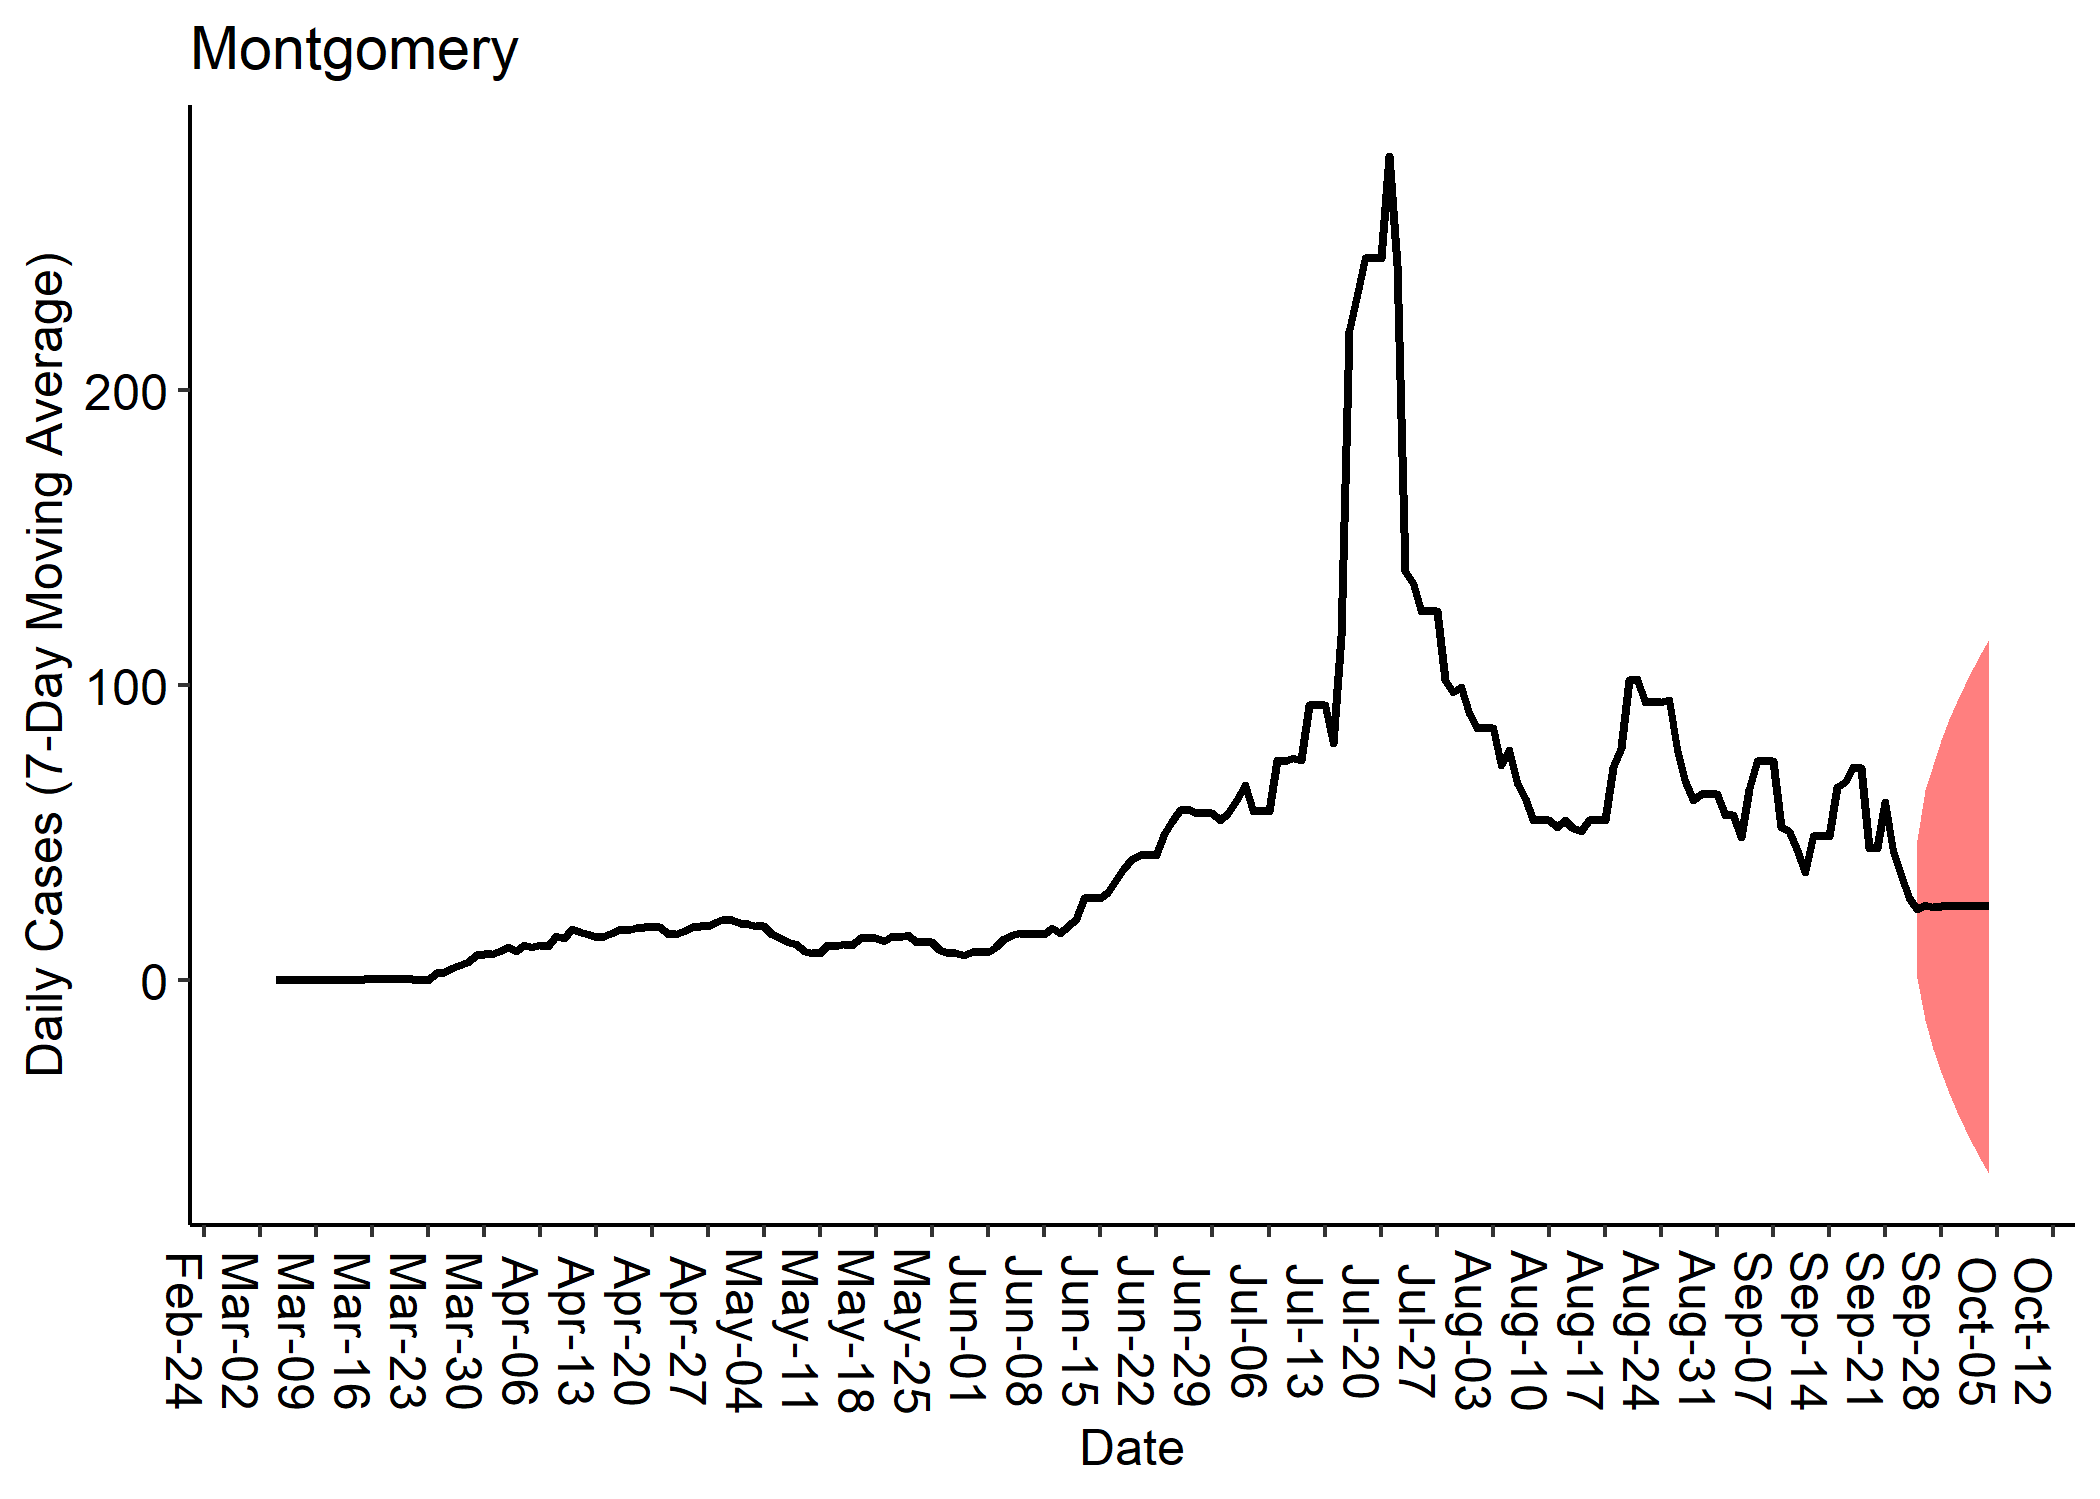 Montgomery
Daily Cases (7-Day Moving Average)
200
100
0
Feb-24
Mar-02
Mar-09
Mar-16
Mar-23
Mar-30
Apr-06
Apr-13
Apr-20
Apr-27
May-04
May-11
May-18
May-25
Jun-01
Jun-08
Jun-15
Jun-22
Jun-29
Jul-06
Jul-13
Jul-20
Jul-27
Aug-03
Aug-10
Aug-17
Aug-24
Aug-31
Sep-07
Sep-14
Sep-21
Sep-28
Oct-05
Oct-12
Date